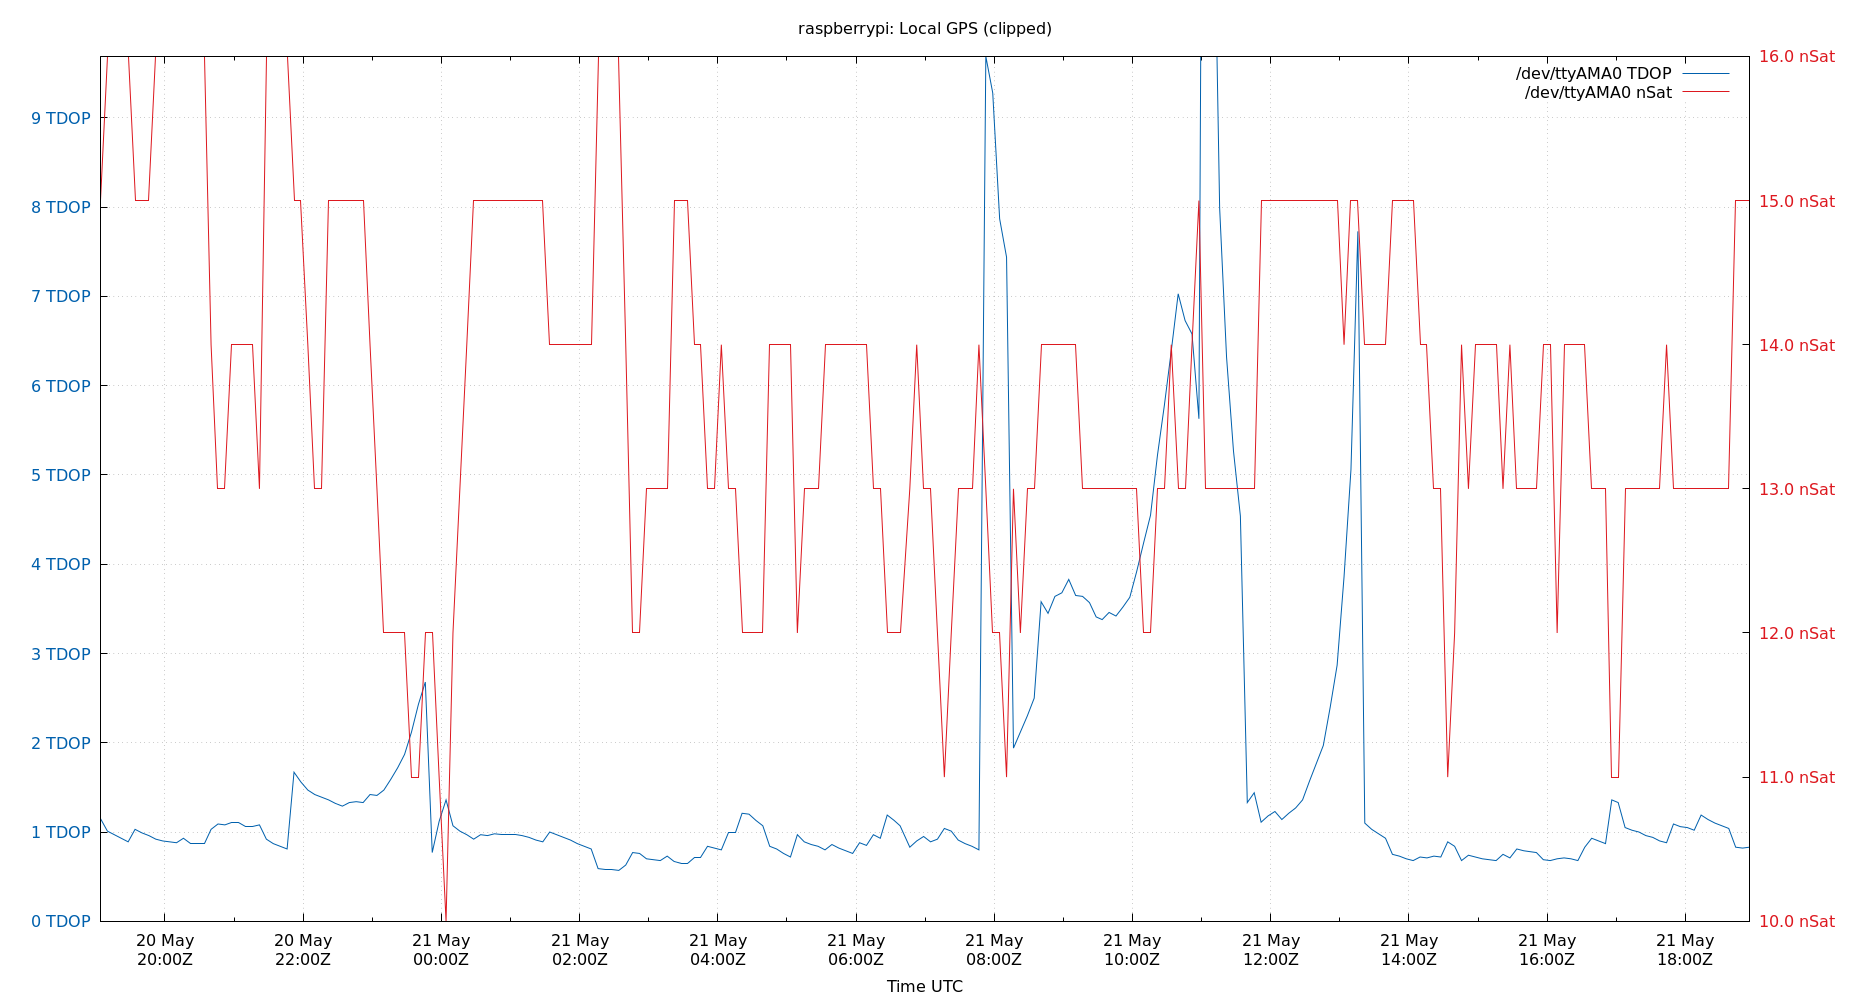 raspberrypi: Local GPS (clipped)
/dev/ttyAMA0 TDOP
/dev/ttyAMA0 nSat
9 TDOP
8 TDOP
7 TDOP
6 TDOP
5 TDOP
4 TDOP
3 TDOP
2 TDOP
1 TDOP
0 TDOP
16.0 nSat
15.0 nSat
14.0 nSat
13.0 nSat
12.0 nSat
11.0 nSat
10.0 nSat
20 May 20 May 21 May 21 May 21 May 21 May 21 May 21 May 21 May 21 May 21 May 21 May
20:00Z 22:00Z 00:00Z 02:00Z 04:00Z 06:00Z 08:00Z 10:00Z 12:00Z 14:00Z 16:00Z 18:00Z
Time UTC